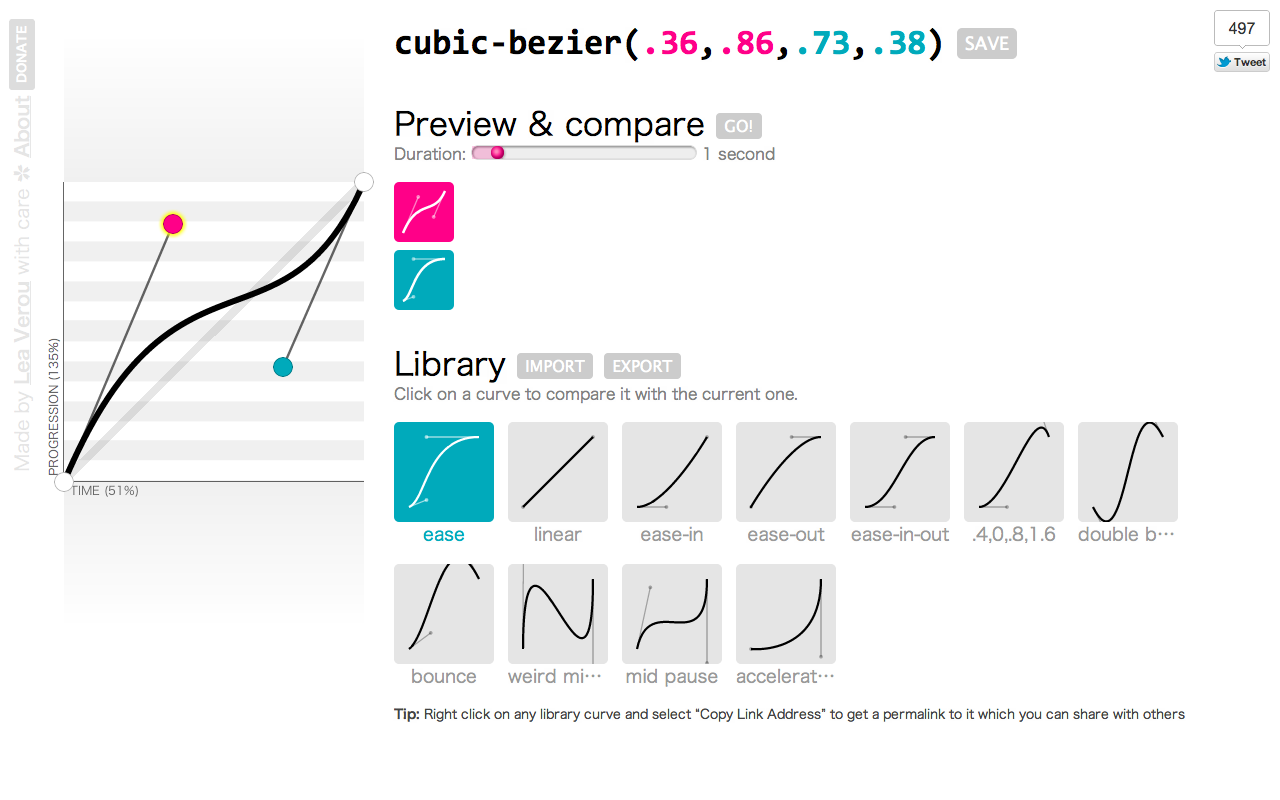 cubic-bezier(.36,.86,.73,.38) SAVE
497
Tweet
DONATE
Made by Lea Verou with care ✲ About
Preview & compare GO!
Duration: 1 second
PROGRESSION (135%)
TIME (51%)
Library IMPORT EXPORT
Click on a curve to compare it with the current one.
ease linear ease-in ease-out ease-in-out .4,0,.8,1.6 double b…
bounce weird mi… mid pause accelerat…
Tip: Right click on any library curve and select “Copy Link Address” to get a permalink to it which you can share with others